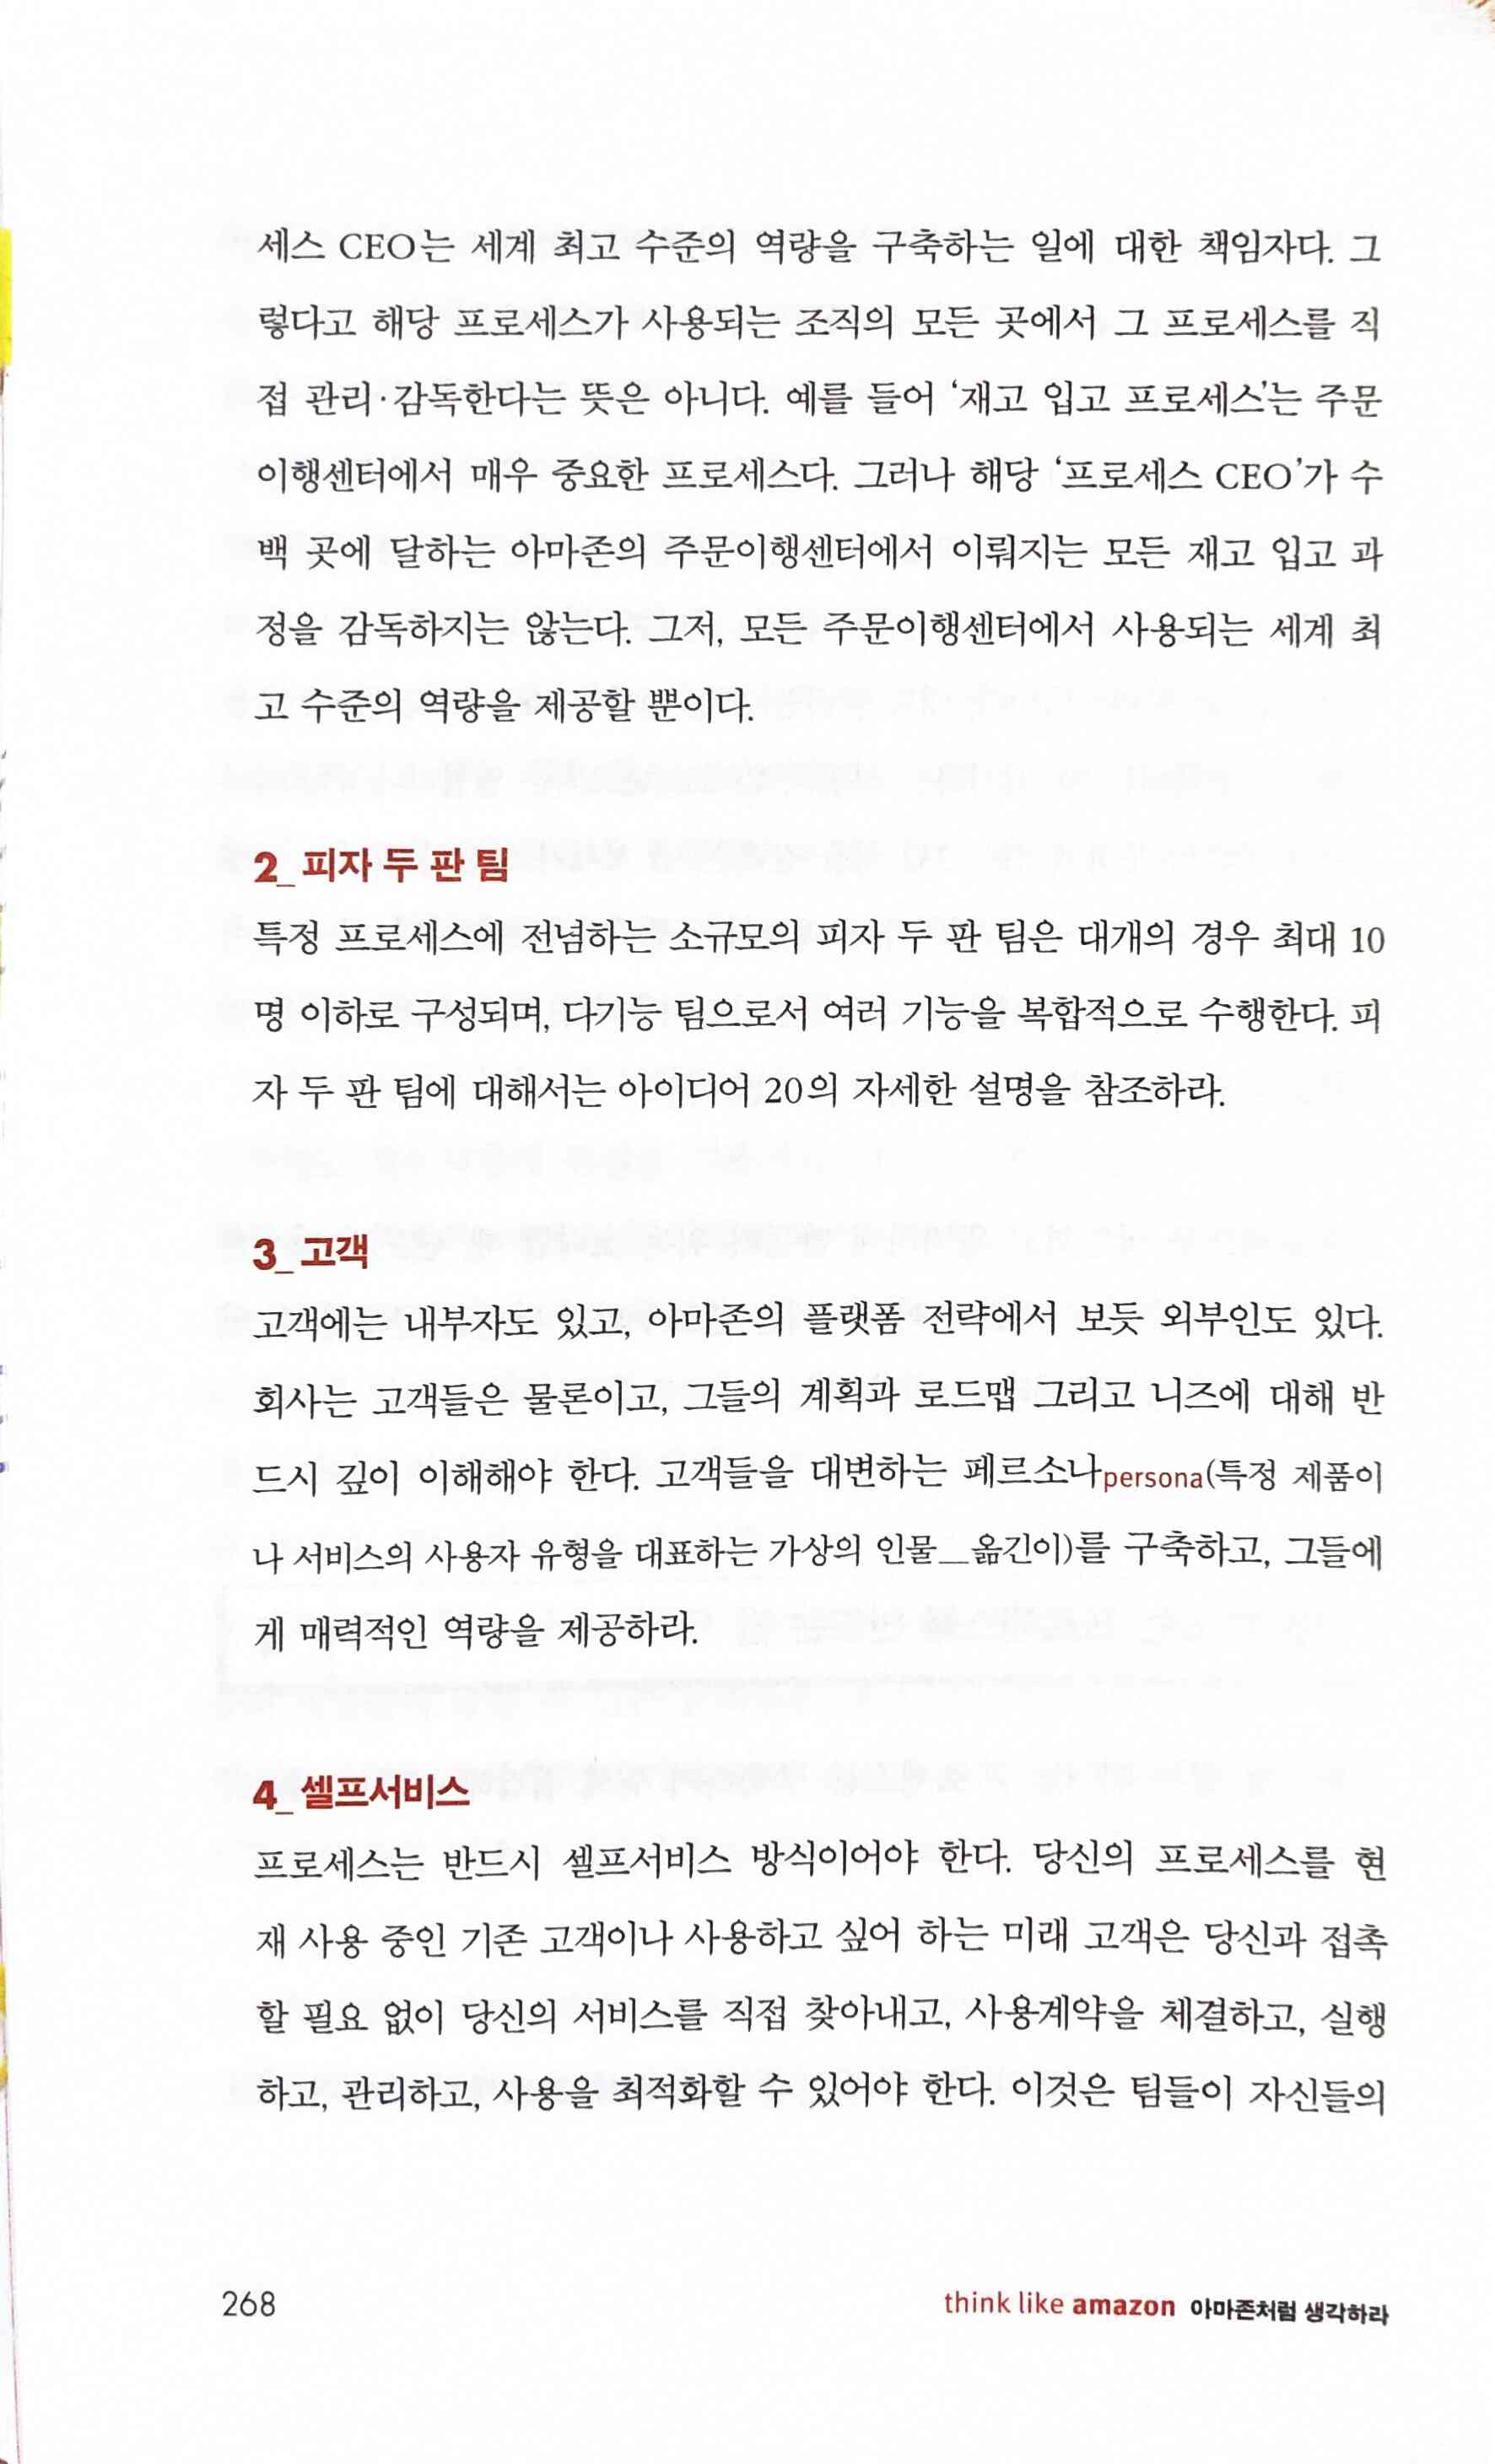 세스 CEO는 세계 최고 수준의 역량을 구축하는 일에 대한 책임자다. 그
렇다고 해당 프로세스가 사용되는 조직의 모든 곳에서 그 프로세스를 직
접 관리·감독한다는 뜻은 아니다. 예를 들어 ‘재고 입고 프로세스’는 주문
이행센터에서 매우 중요한 프로세스다. 그러나 해당 ‘프로세스 CEO’가 수
백 곳에 달하는 아마존의 주문이행센터에서 이뤄지는 모든 재고 입고 과
정을 감독하지는 않는다. 그저, 모든 주문이행센터에서 사용되는 세계 최
고 수준의 역량을 제공할 뿐이다.
2_ 피자 두 판 팀
특정 프로세스에 전념하는 소규모의 피자 두 판 팀은 대개의 경우 최대 10
명 이하로 구성되며, 다기능 팀으로서 여러 기능을 복합적으로 수행한다. 피
자 두 판 팀에 대해서는 아이디어 20의 자세한 설명을 참조하라.
3_ 고객
고객에는 내부자도 있고, 아마존의 플랫폼 전략에서 보듯 외부인도 있다.
회사는 고객들은 물론이고, 그들의 계획과 로드맵 그리고 니즈에 대해 반
드시 깊이 이해해야 한다. 고객들을 대변하는 페르소나persona(특정 제품이
나 서비스의 사용자 유형을 대표하는 가상의 인물_옮긴이)를 구축하고, 그들에
게 매력적인 역량을 제공하라.
4_ 셀프서비스
프로세스는 반드시 셀프서비스 방식이어야 한다. 당신의 프로세스를 현
재 사용 중인 기존 고객이나 사용하고 싶어 하는 미래 고객은 당신과 접촉
할 필요 없이 당신의 서비스를 직접 찾아내고, 사용계약을 체결하고, 실행
하고, 관리하고, 사용을 최적화할 수 있어야 한다. 이것은 팀들이 자신들의
268
think like amazon 아마존처럼 생각하라